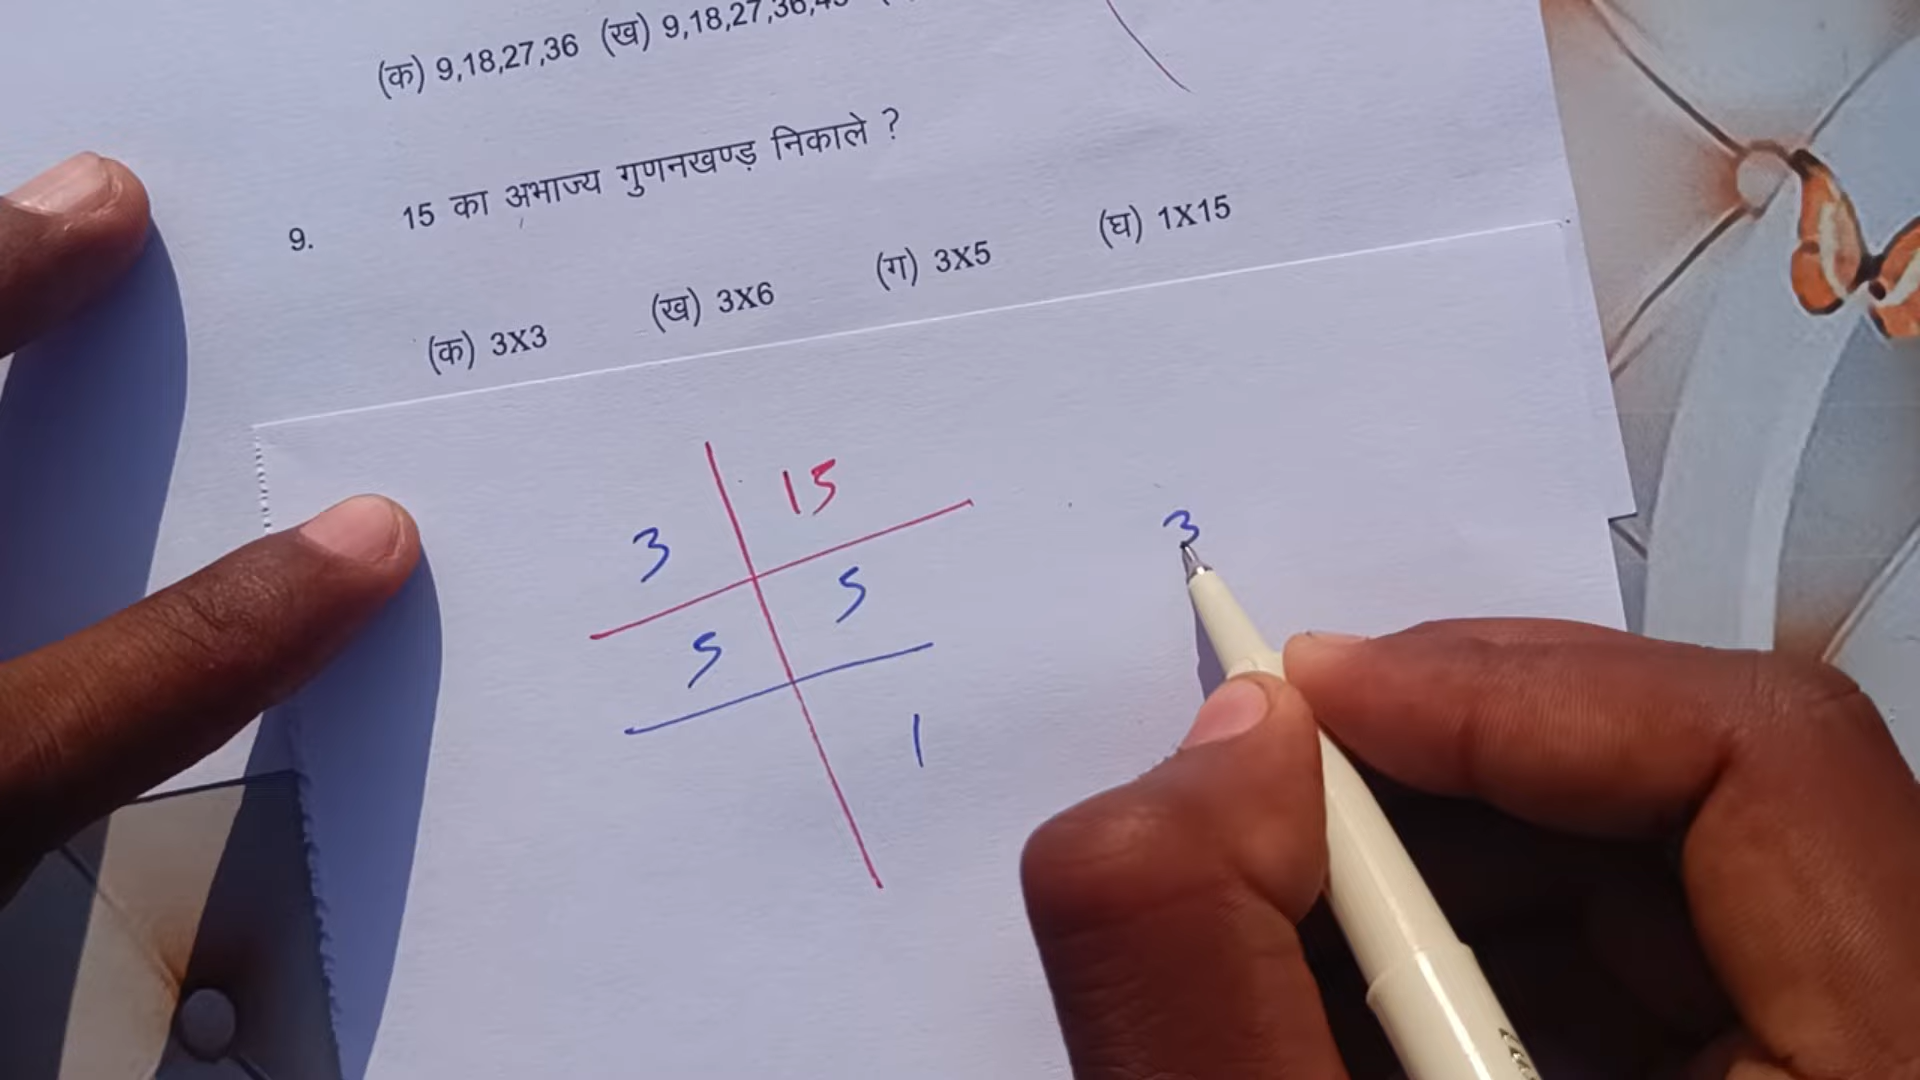 (क) 9,18,27,36 (ख) 9,18,27,36,45
9. 15 का अभाज्य गुणनखण्ड़ निकाले ?
(क) 3X3 (ख) 3X6 (ग) 3X5 (घ) 1X15
3 15
5 5
1
3